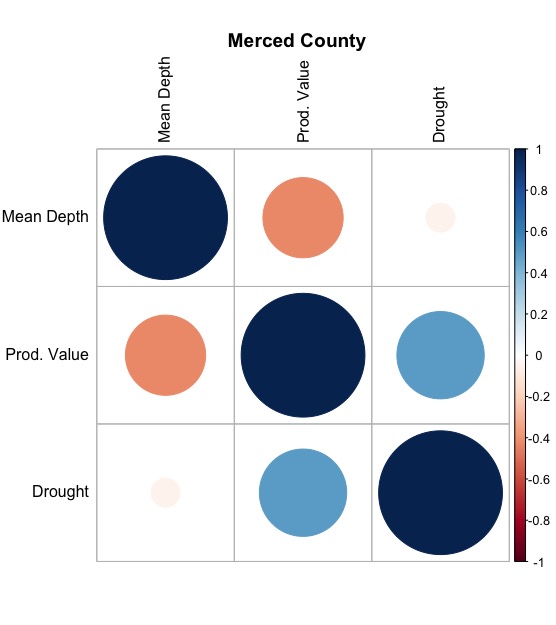 Merced County
Mean Depth
Prod. Value
Drought
Mean Depth
Prod. Value
Drought
1
0.8
0.6
0.4
0.2
0
-0.2
-0.4
-0.6
-0.8
-1